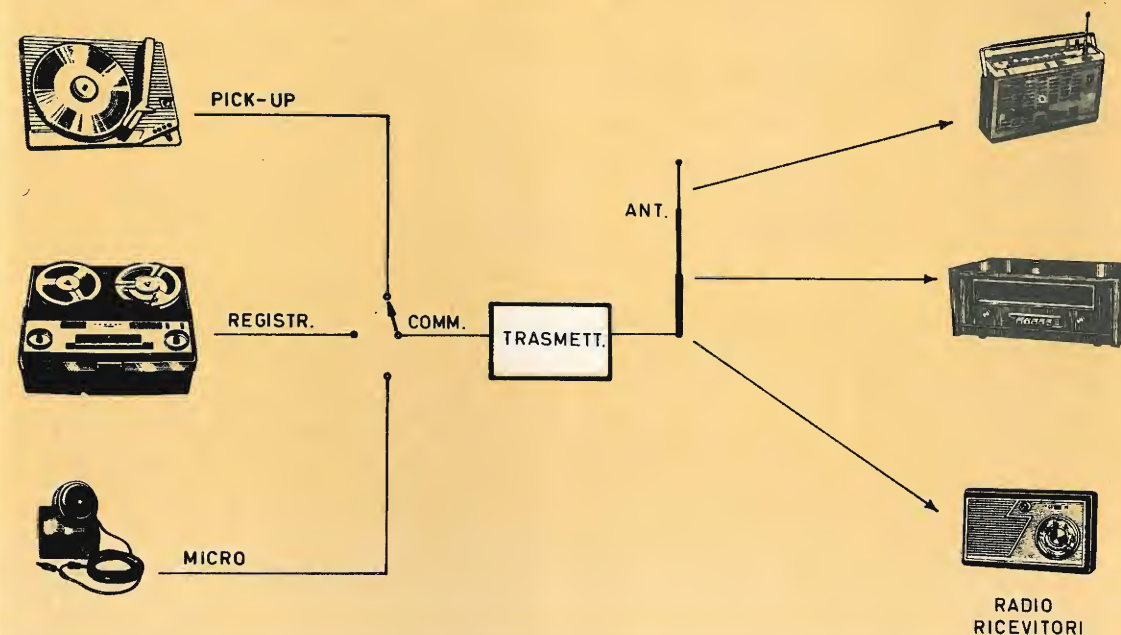 PICK-UP
ANT.
REGISTR.
COMM.
TRASMETT.
MICRO
RADIO
RICEVITORI